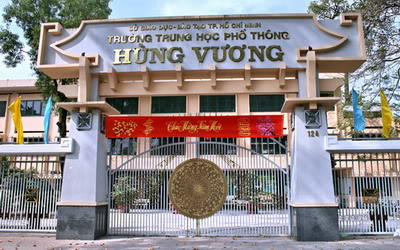 SỞ GIÁO DỤC-ĐÀO TẠO TP. HỒ CHÍ MINH
TRƯỜNG TRUNG HỌC PHỔ THÔNG
HÙNG VƯƠNG
Chúc Mừng Năm Mới
124